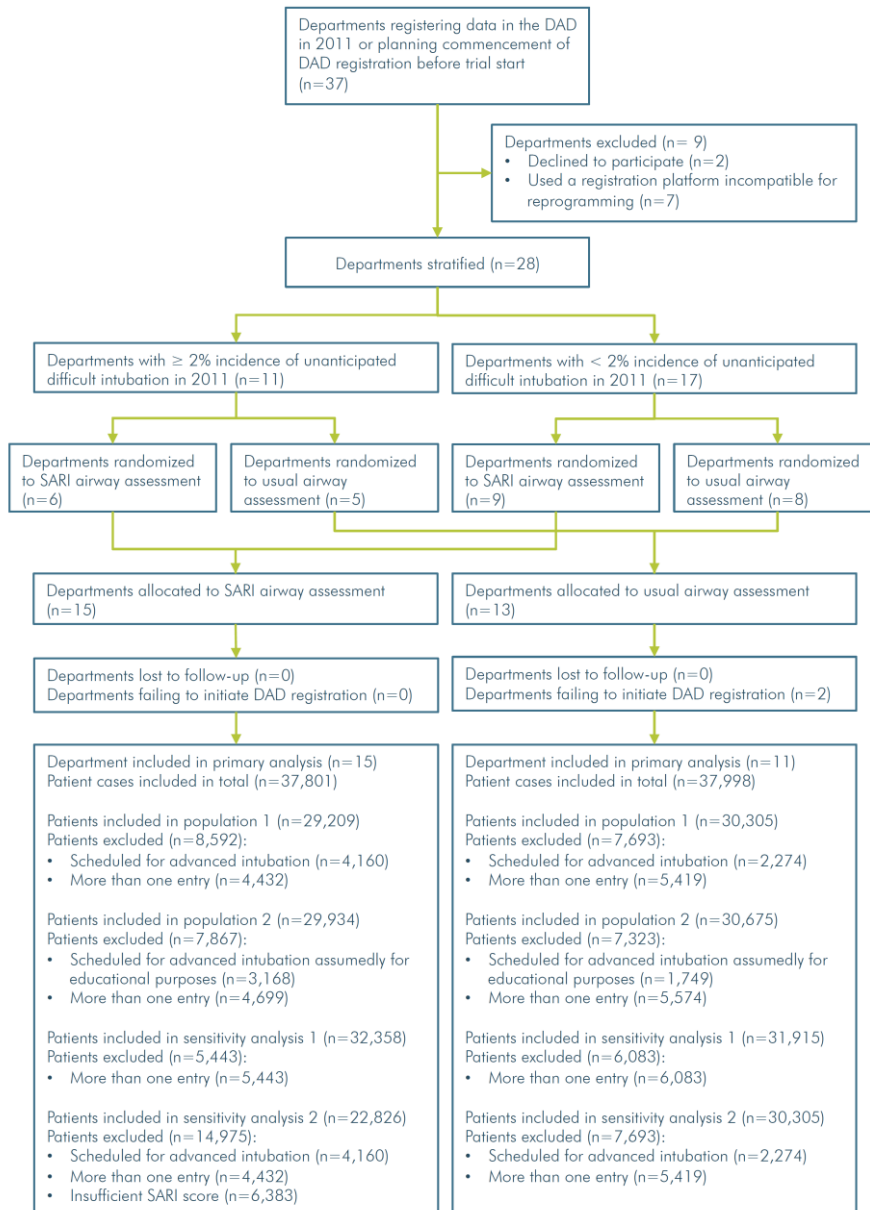 Departments registering data in the DAD
in 2011 or planning commencement of
DAD registration before trial start
(n=37)
Departments excluded (n= 9)
• Declined to participate (n=2)
• Used a registration platform incompatible for
reprogramming (n=7)
Departments stratified (n=28)
Departments with ≥ 2% incidence of unanticipated
difficult intubation in 2011 (n=11)
Departments with < 2% incidence of unanticipated
difficult intubation in 2011 (n=17)
Departments randomized
to SARI airway assessment
(n=6)
Departments randomized
to usual airway
assessment (n=5)
Departments randomized
to SARI airway assessment
(n=9)
Departments randomized
to usual airway
assessment (n=8)
Departments allocated to SARI airway assessment
(n=15)
Departments allocated to usual airway assessment
(n=13)
Departments lost to follow-up (n=0)
Departments failing to initiate DAD registration (n=0)
Departments lost to follow-up (n=0)
Departments failing to initiate DAD registration (n=2)
Department included in primary analysis (n=15)
Patient cases included in total (n=37,801)
Patients included in population 1 (n=29,209)
Patients excluded (n=8,592):
• Scheduled for advanced intubation (n=4,160)
• More than one entry (n=4,432)
Patients included in population 2 (n=29,934)
Patients excluded (n=7,867):
• Scheduled for advanced intubation assumedly for
educational purposes (n=3,168)
• More than one entry (n=4,699)
Patients included in sensitivity analysis 1 (n=32,358)
Patients excluded (n=5,443):
• More than one entry (n=5,443)
Patients included in sensitivity analysis 2 (n=22,826)
Patients excluded (n=14,975):
• Scheduled for advanced intubation (n=4,160)
• More than one entry (n=4,432)
• Insufficient SARI score (n=6,383)
Department included in primary analysis (n=11)
Patient cases included in total (n=37,998)
Patients included in population 1 (n=30,305)
Patients excluded (n=7,693):
• Scheduled for advanced intubation (n=2,274)
• More than one entry (n=5,419)
Patients included in population 2 (n=30,675)
Patients excluded (n=7,323):
• Scheduled for advanced intubation assumedly for
educational purposes (n=1,749)
• More than one entry (n=5,574)
Patients included in sensitivity analysis 1 (n=31,915)
Patients excluded (n=6,083):
• More than one entry (n=6,083)
Patients included in sensitivity analysis 2 (n=30,305)
Patients excluded (n=7,693):
• Scheduled for advanced intubation (n=2,274)
• More than one entry (n=5,419)